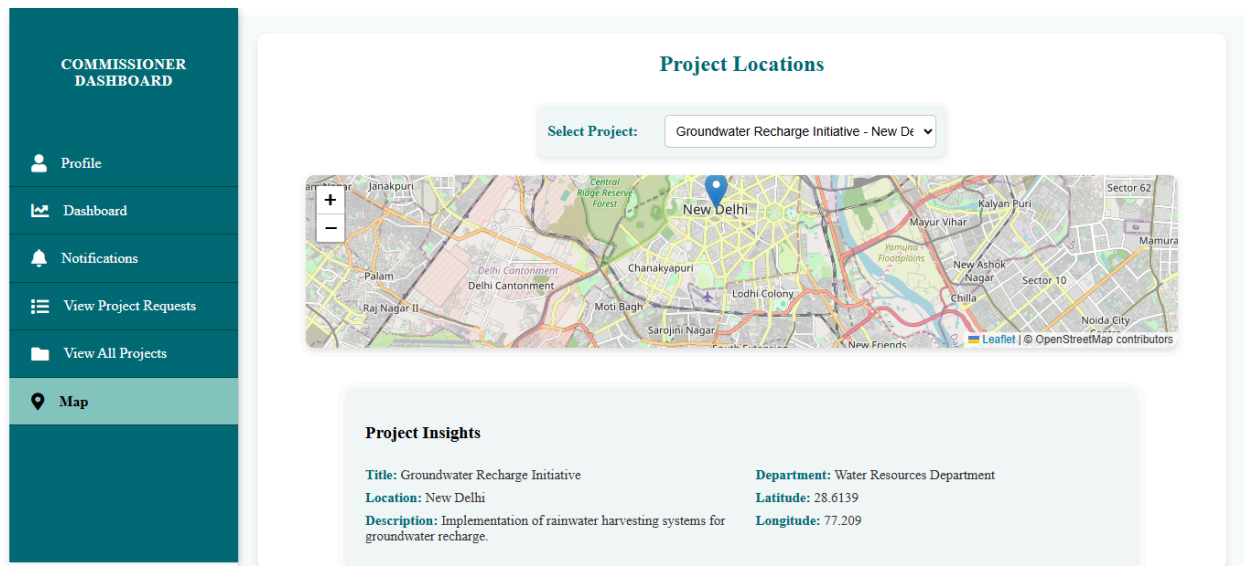 COMMISSIONER
DASHBOARD
Profile
Dashboard
Notifications
View Project Requests
View All Projects
Map
Project Locations
Select Project:
Groundwater Recharge Initiative - New De
+
−
Janakpuri
Central
Ridge Reserve
Forest
New Delhi
Sector 62
Kalyan Puri
Mayur Vihar
Mamura
Yamuna
Floodplains
New Ashok
Nagar
Sector 10
Palam
Delhi Cantonment
Delhi Cantonment
Chanakyapuri
Lodhi Colony
Chilla
Raj Nagar II
Moti Bagh
Sarojini Nagar
Noida City
New Friends
Leaflet | © OpenStreetMap contributors
Project Insights
Title: Groundwater Recharge Initiative
Location: New Delhi
Description: Implementation of rainwater harvesting systems for
groundwater recharge.
Department: Water Resources Department
Latitude: 28.6139
Longitude: 77.209